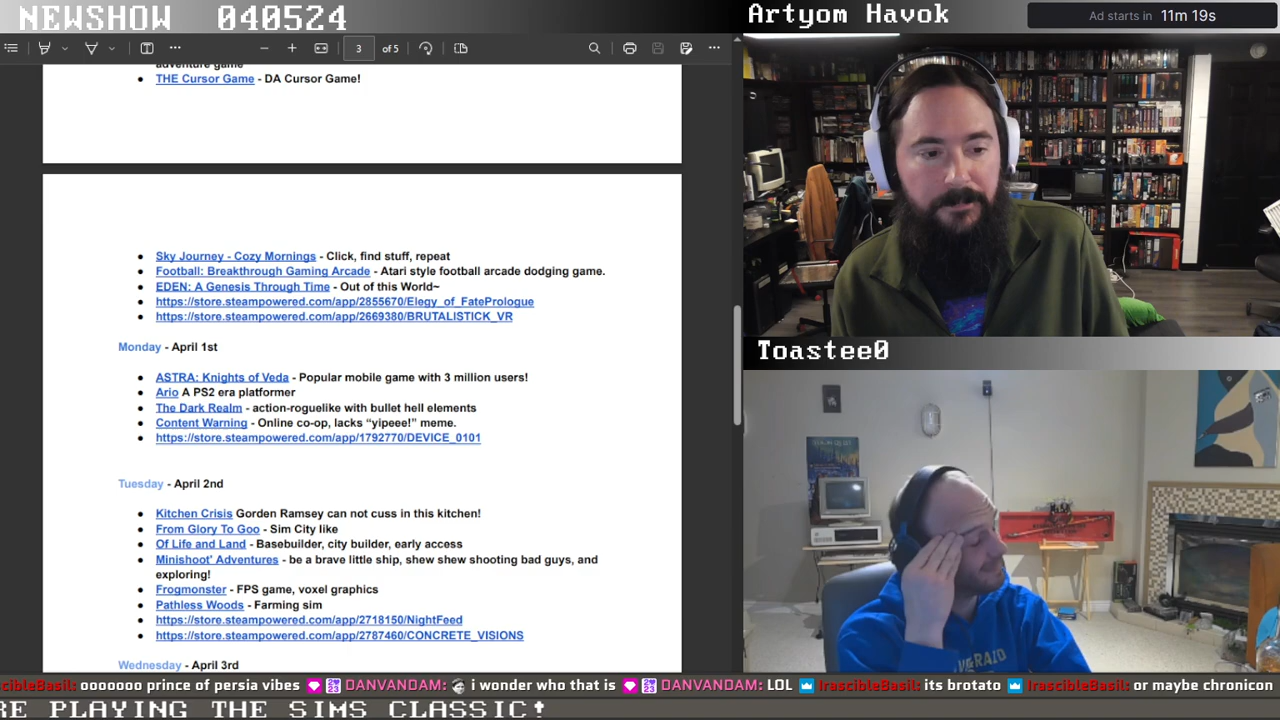 NEWSHOW 040524
Artyom Havok
Ad starts in 11m 19s
3 of 5
adventure game
THE Cursor Game - DA Cursor Game!
Sky Journey - Cozy Mornings - Click, find stuff, repeat
Football: Breakthrough Gaming Arcade - Atari style football arcade dodging game.
EDEN: A Genesis Through Time - Out of this World~
https://store.steampowered.com/app/2855670/Elegy_of_FatePrologue
https://store.steampowered.com/app/2669380/BRUTALISTICK_VR
Monday - April 1st
ASTRA: Knights of Veda - Popular mobile game with 3 million users!
Ario A PS2 era platformer
The Dark Realm - action-roguelike with bullet hell elements
Content Warning - Online co-op, lacks “yipeee!” meme.
https://store.steampowered.com/app/1792770/DEVICE_0101
Tuesday - April 2nd
Kitchen Crisis Gorden Ramsey can not cuss in this kitchen!
From Glory To Goo - Sim City like
Of Life and Land - Basebuilder, city builder, early access
Minishoot' Adventures - be a brave little ship, shew shew shooting bad guys, and
exploring!
Frogmonster - FPS game, voxel graphics
Pathless Woods - Farming sim
https://store.steampowered.com/app/2718150/NightFeed
https://store.steampowered.com/app/2787460/CONCRETE_VISIONS
Wednesday - April 3rd
Toastee0
scibleBasil: ooooooo prince of persia vibes DANVANDAM: i wonder who that is DANVANDAM: LOL IrascibleBasil: its brotato IrascibleBasil: or maybe chronicon
RE PLAYING THE SIMS CLASSIC!